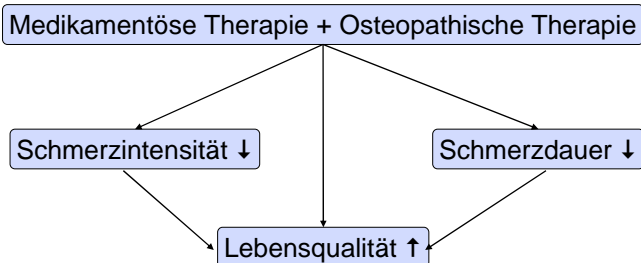 Medikamentöse Therapie + Osteopathische Therapie
Schmerzintensität ↓
Schmerzdauer ↓
Lebensqualität ↑